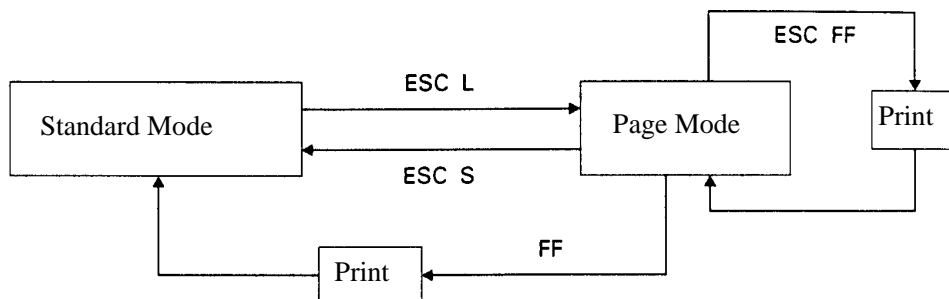 ESC FF
ESC L
Standard Mode
Page Mode
Print
ESC S
FF
Print